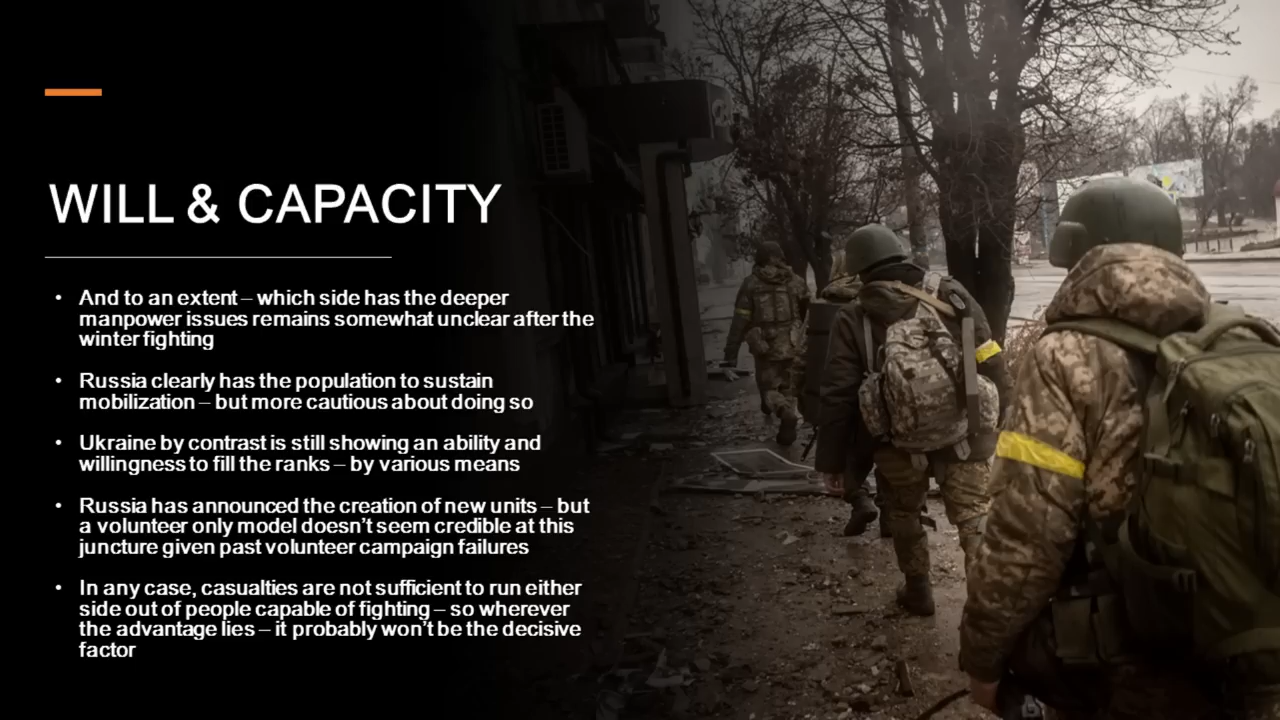 WILL & CAPACITY
• And to an extent – which side has the deeper
manpower issues remains somewhat unclear after the
winter fighting
• Russia clearly has the population to sustain
mobilization – but more cautious about doing so
• Ukraine by contrast is still showing an ability and
willingness to fill the ranks – by various means
• Russia has announced the creation of new units – but
a volunteer only model doesn't seem credible at this
juncture given past volunteer campaign failures
• In any case, casualties are not sufficient to run either
side out of people capable of fighting – so wherever
the advantage lies – it probably won't be the decisive
factor